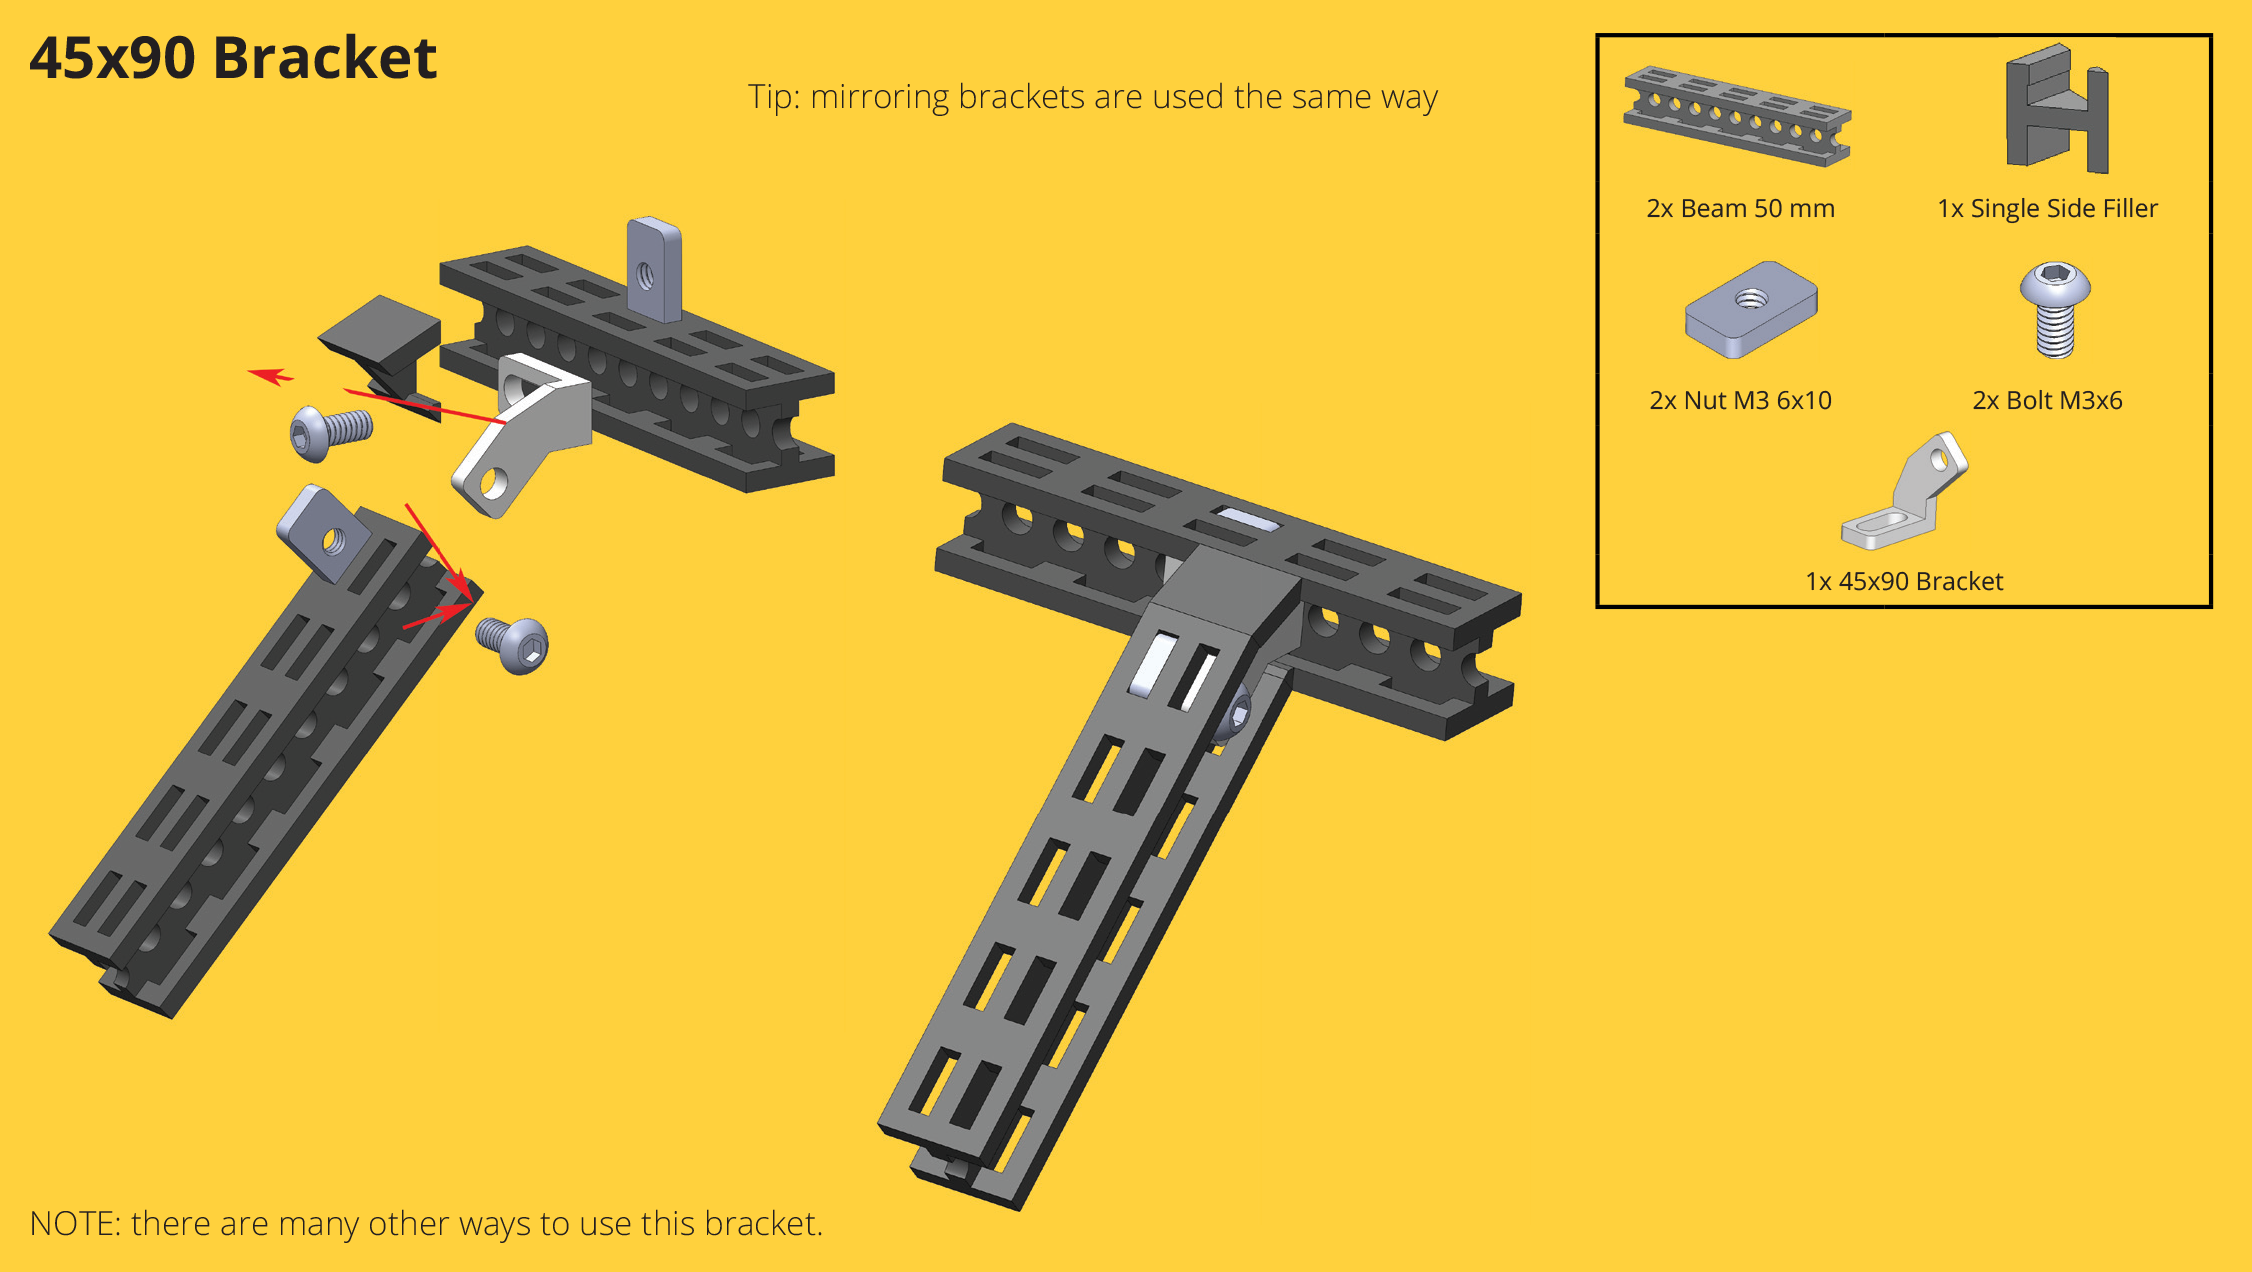 45x90 Bracket
Tip: mirroring brackets are used the same way
2x Beam 50 mm
1x Single Side Filler
2x Nut M3 6x10
2x Bolt M3x6
1x 45x90 Bracket
NOTE: there are many other ways to use this bracket.